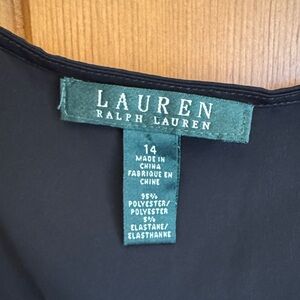 LAUREN
RALPH LAUREN
14
MADE IN
CHINA
FABRIQUE EN
CHINE
95%
POLYESTER/
POLYESTER
5%
ELASTANE/
ELASTHANNE